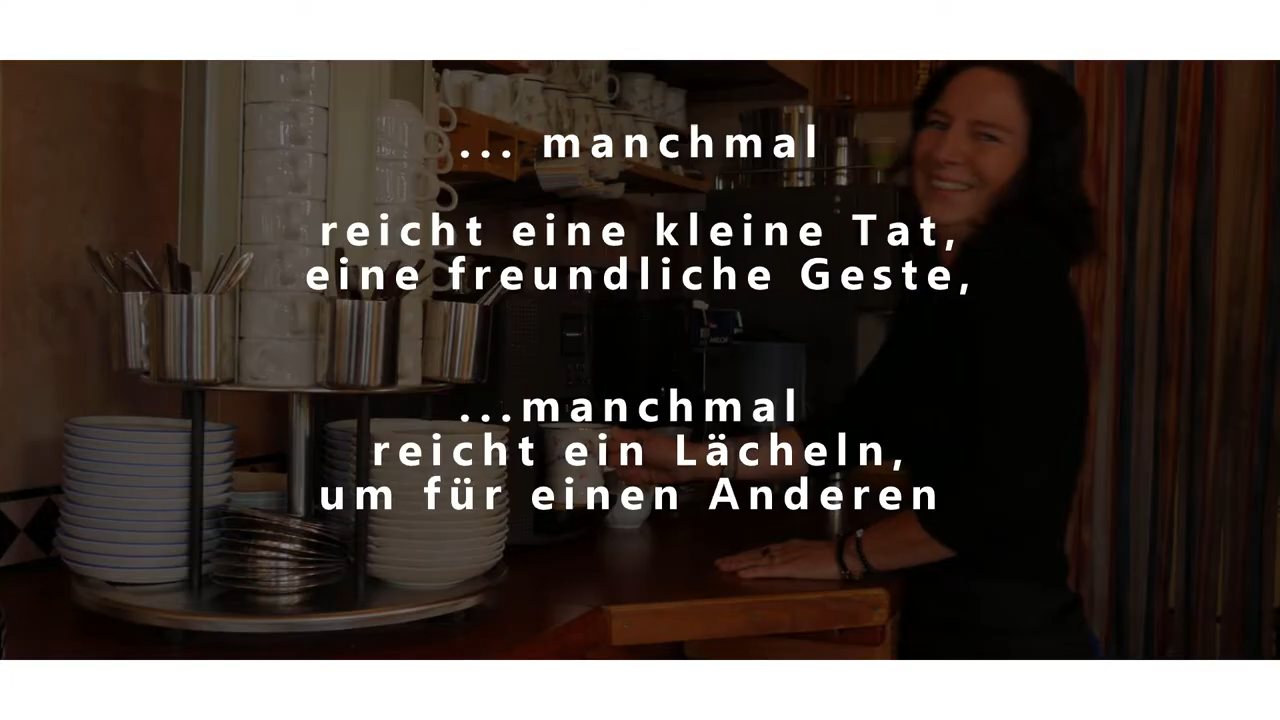 ... manchmal
reicht eine kleine Tat,
eine freundliche Geste,
...manchmal
reicht ein Lächeln,
um für einen Anderen